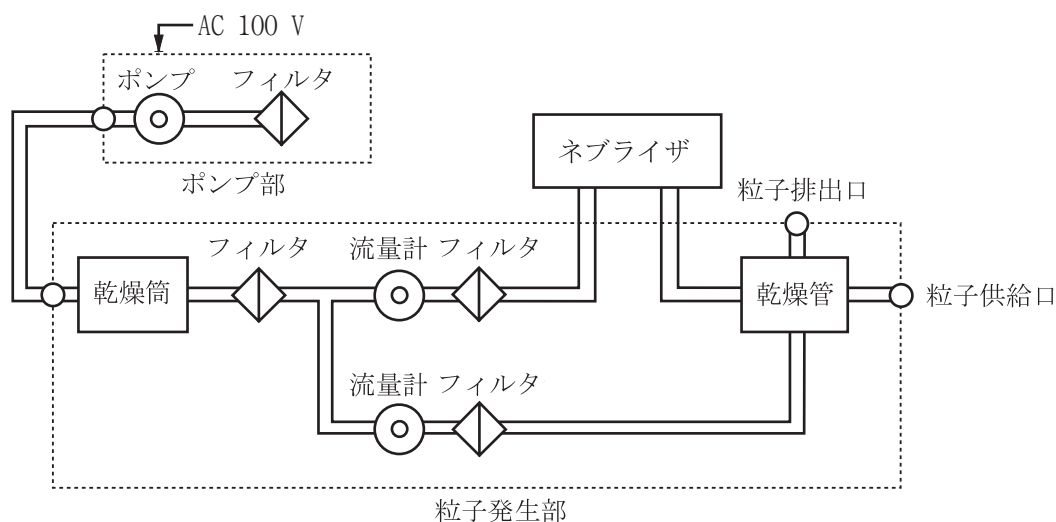 AC 100 V
ポンプ
フィルタ
ポンプ部
ネブライザ
粒子排出口
フィルタ
流量計
フィルタ
乾燥筒
乾燥管
粒子供給口
流量計
フィルタ
粒子発生部